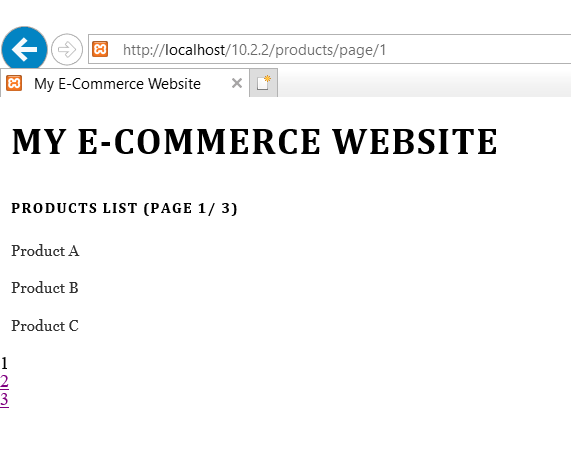 http://localhost/10.2.2/products/page/1
My E-Commerce Website
MY E-COMMERCE WEBSITE
PRODUCTS LIST (PAGE 1/ 3)
Product A
Product B
Product C
1
2
3